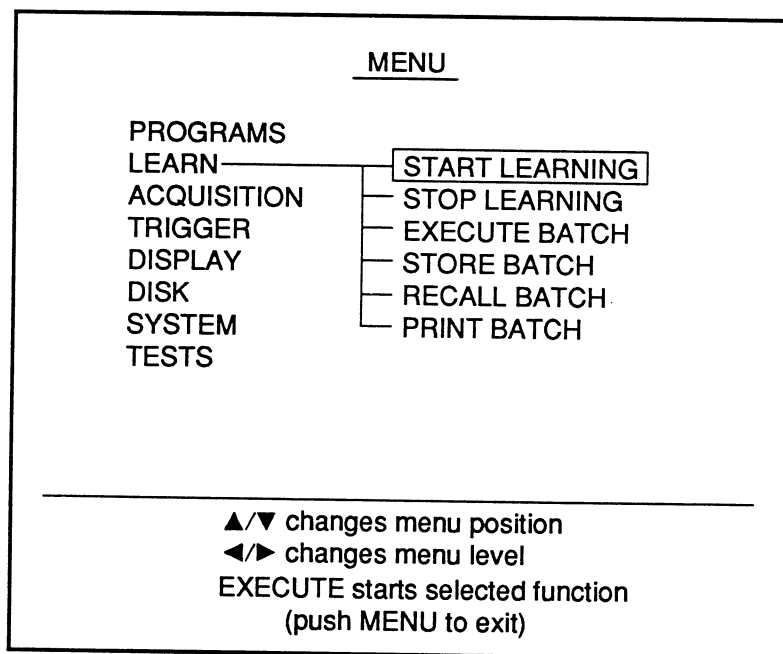 MENU
PROGRAMS
LEARN
ACQUISITION
TRIGGER
DISPLAY
DISK
SYSTEM
TESTS
START LEARNING
STOP LEARNING
EXECUTE BATCH
STORE BATCH
RECALL BATCH
PRINT BATCH
▲/▼ changes menu position
◄/► changes menu level
EXECUTE starts selected function
(push MENU to exit)